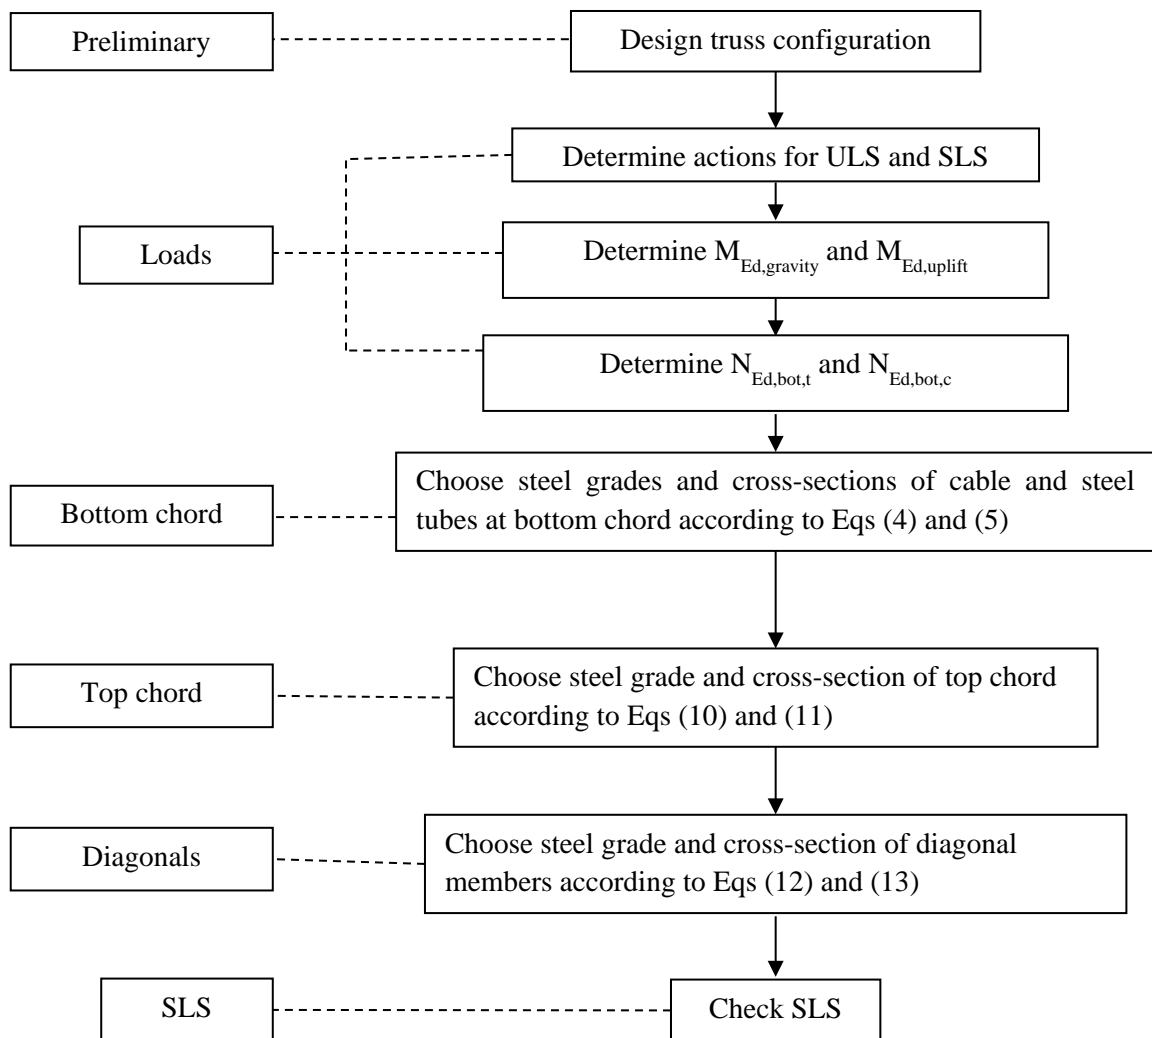 Preliminary
Design truss configuration
Determine actions for ULS and SLS
Loads
Determine M_Ed,gravity and M_Ed,uplift
Determine N_Ed,bot,t and N_Ed,bot,c
Bottom chord
Choose steel grades and cross-sections of cable and steel
tubes at bottom chord according to Eqs (4) and (5)
Top chord
Choose steel grade and cross-section of top chord
according to Eqs (10) and (11)
Diagonals
Choose steel grade and cross-section of diagonal
members according to Eqs (12) and (13)
SLS
Check SLS